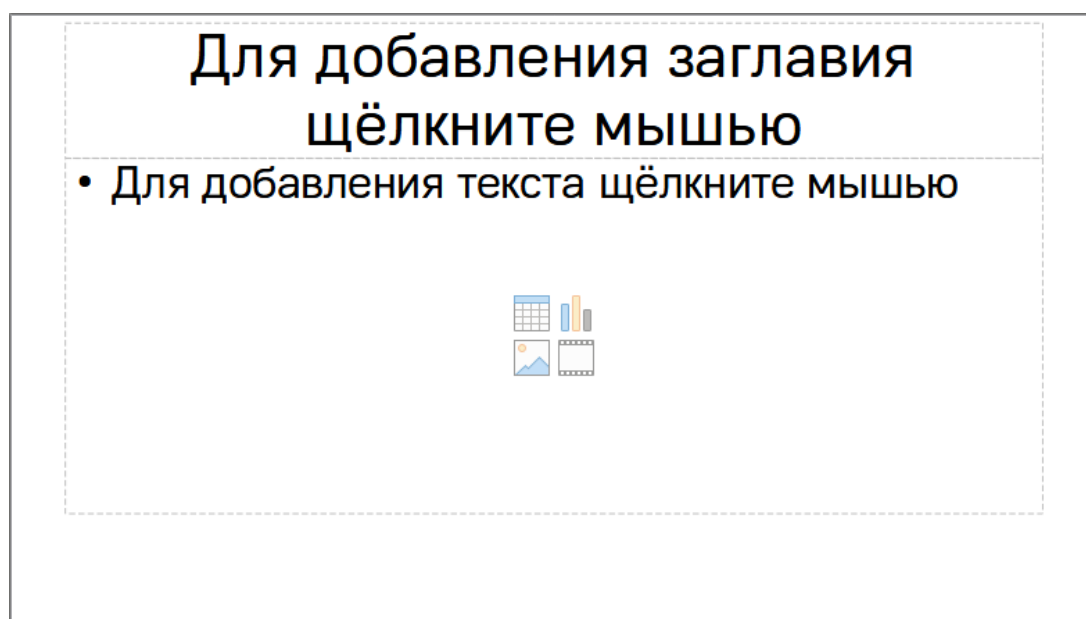 Для добавления заглавия
щёлкните мышью
• Для добавления текста щёлкните мышью